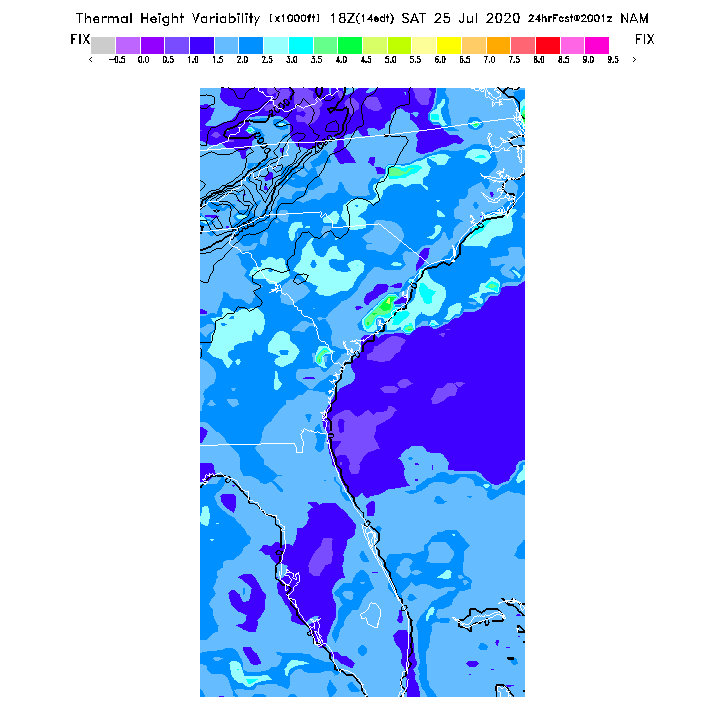 Thermal Height Variability [x1000ft] 18Z(14edt) SAT 25 Jul 2020 24hrFcst@2001z NAM
FIX FIX
< -0.5 0.0 0.5 1.0 1.5 2.0 2.5 3.0 3.5 4.0 4.5 5.0 5.5 6.0 6.5 7.0 7.5 8.0 8.5 9.0 9.5 >